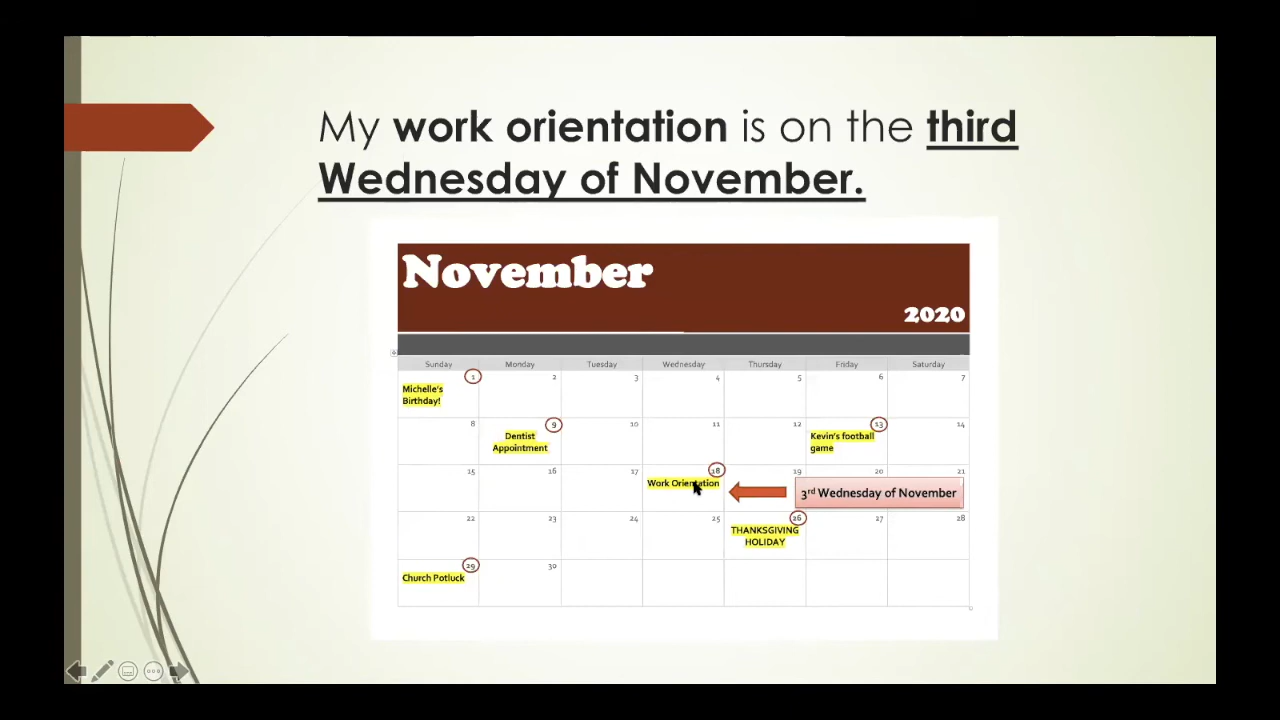 My work orientation is on the third
Wednesday of November.
November
2020
Sunday Monday Tuesday Wednesday Thursday Friday Saturday
1 2 3 4 5 6 7
Michelle's
Birthday!
8 9 10 11 12 13 14
Dentist
Appointment
Kevin's football
game
15 16 17 18 19 20 21
Work Orientation
3rd Wednesday of November
22 23 24 25 26 27 28
THANKSGIVING
HOLIDAY
29 30
Church Potluck